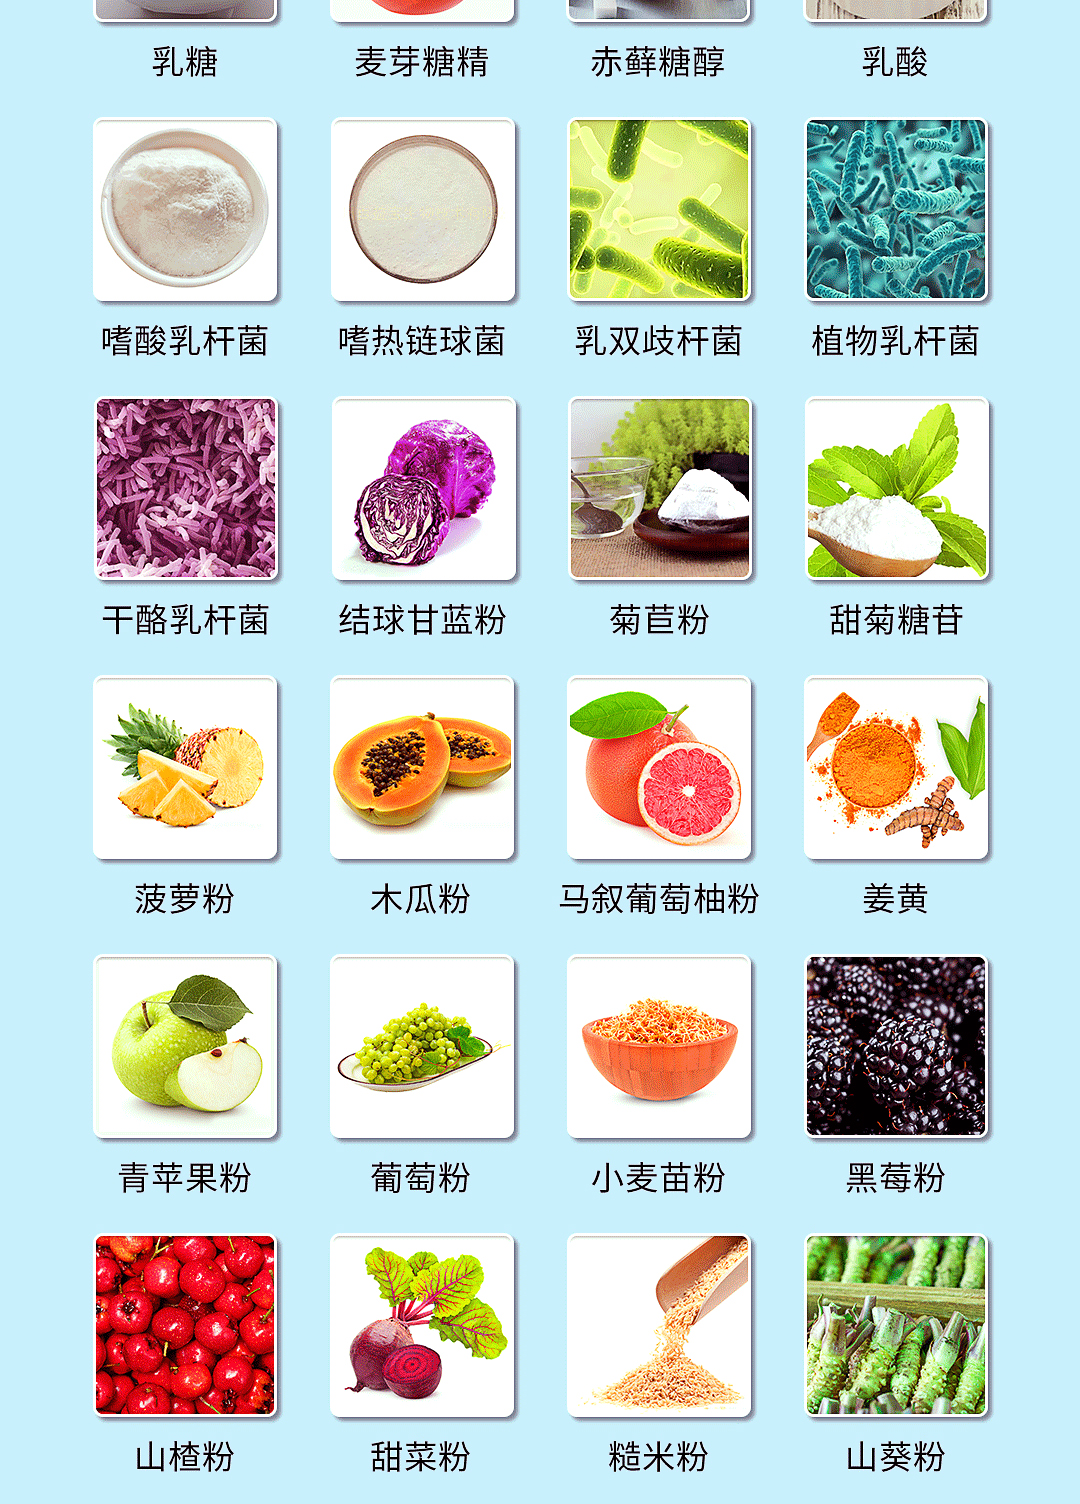 乳糖
麦芽糖精
赤藓糖醇
乳酸
嗜酸乳杆菌
嗜热链球菌
乳双歧杆菌
植物乳杆菌
干酪乳杆菌
结球甘蓝粉
菊苣粉
甜菊糖苷
菠萝粉
木瓜粉
马叙葡萄柚粉
姜黄
青苹果粉
葡萄粉
小麦苗粉
黑莓粉
山楂粉
甜菜粉
糙米粉
山葵粉